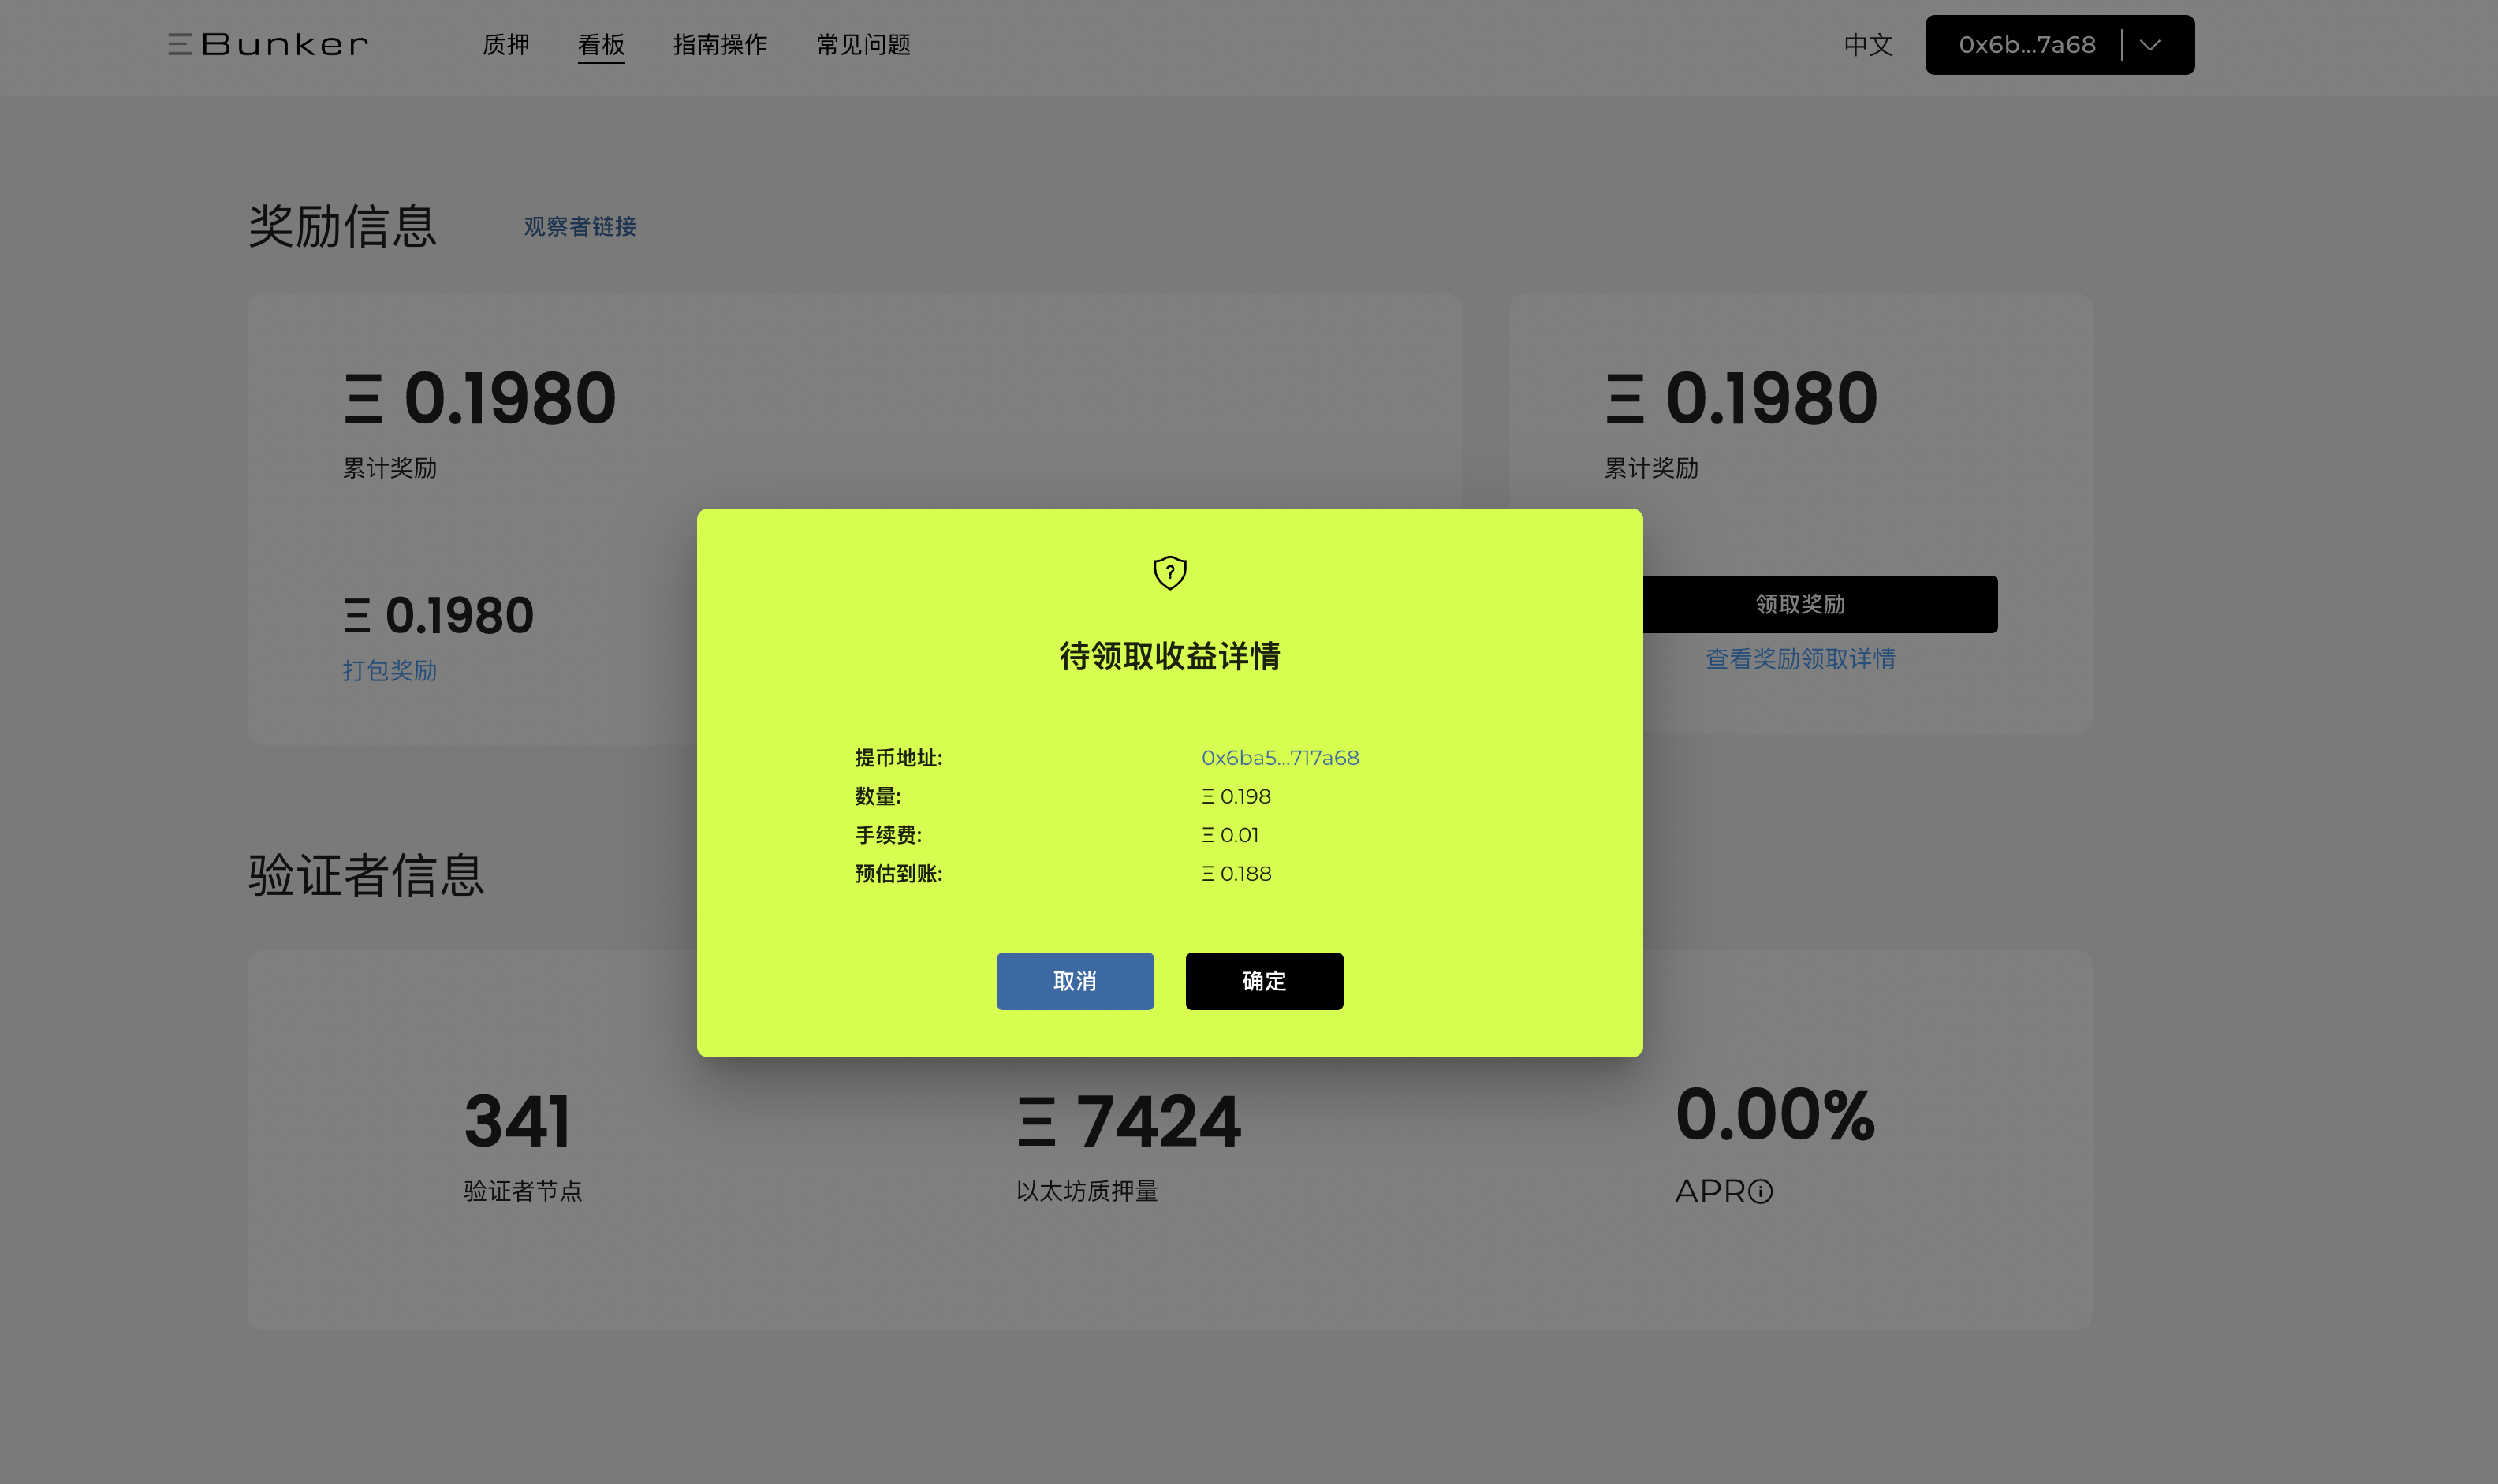 ΞBunker
质押 看板 指南操作 常见问题 中文 0x6b...7a68
奖励信息 观察者链接
Ξ 0.1980
累计奖励
Ξ 0.1980
打包奖励
Ξ 0.1980
累计奖励
领取奖励
查看奖励领取详情
?
待领取收益详情
提币地址: 0x6ba5...717a68
数量: Ξ 0.198
手续费: Ξ 0.01
预估到账: Ξ 0.188
取消 确定
验证者信息
341
验证者节点
Ξ 7424
以太坊质押量
0.00%
APR